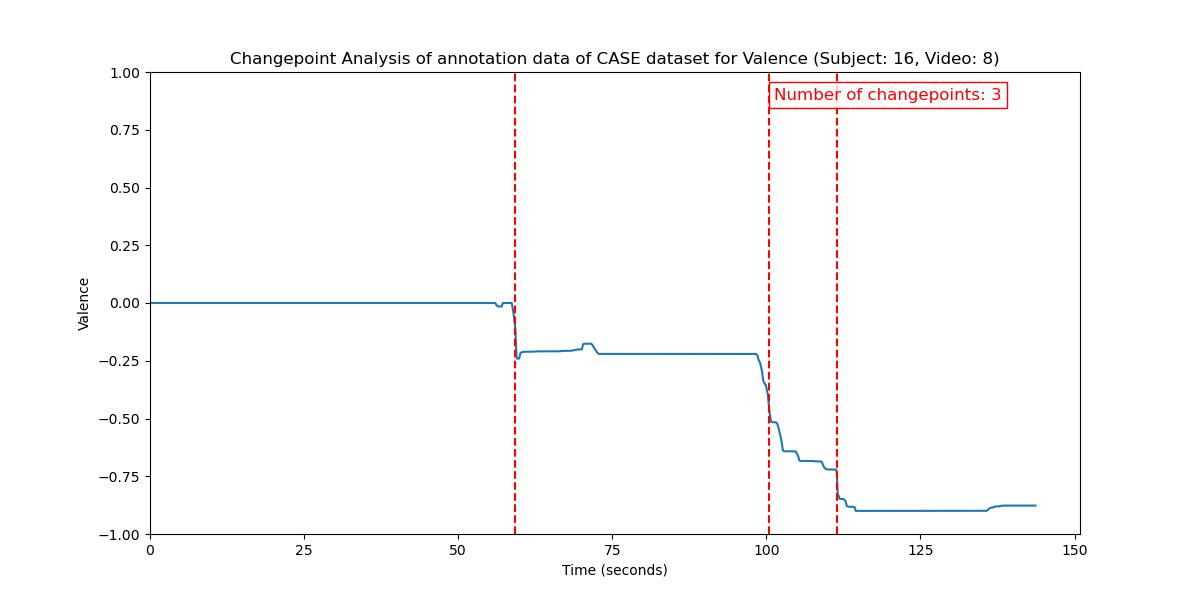 Changepoint Analysis of annotation data of CASE dataset for Valence (Subject: 16, Video: 8)
Number of changepoints: 3
1.00
0.75
0.50
0.25
0.00
−0.25
−0.50
−0.75
−1.00
Valence
0 25 50 75 100 125 150
Time (seconds)